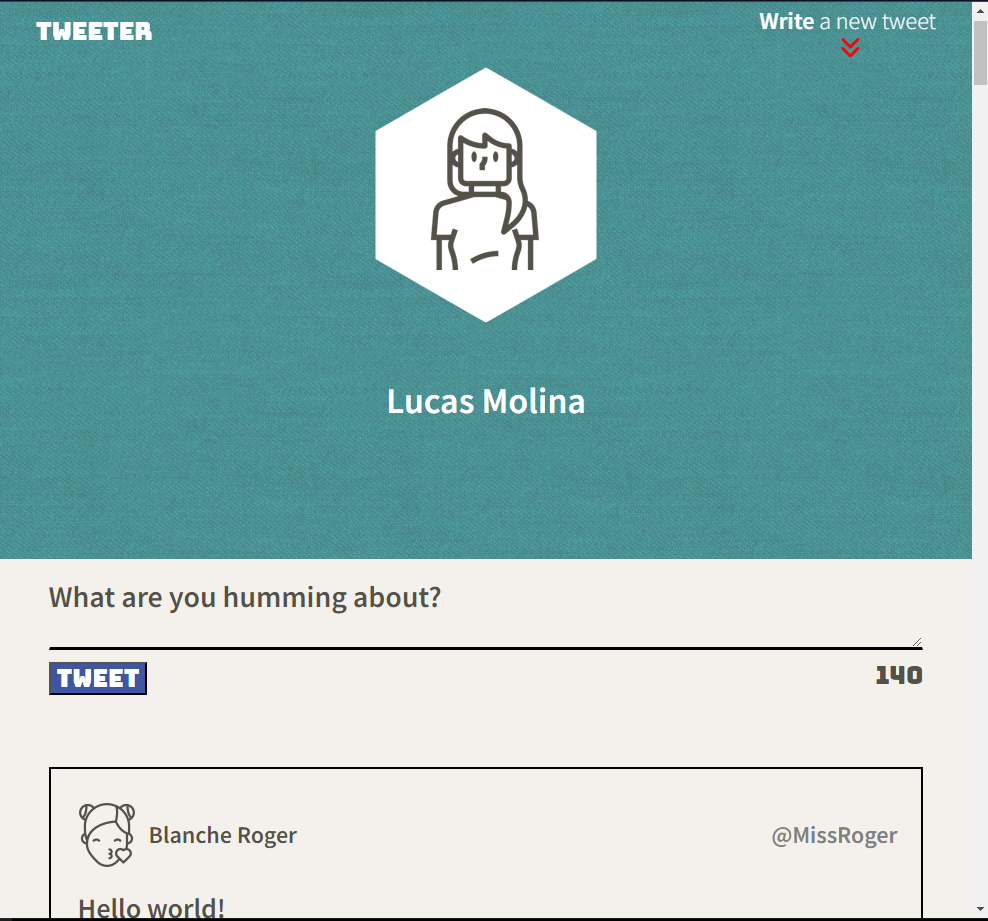 TWEETER
Write a new tweet
Lucas Molina
What are you humming about?
TWEET
140
Blanche Roger
@MissRoger
Hello world!